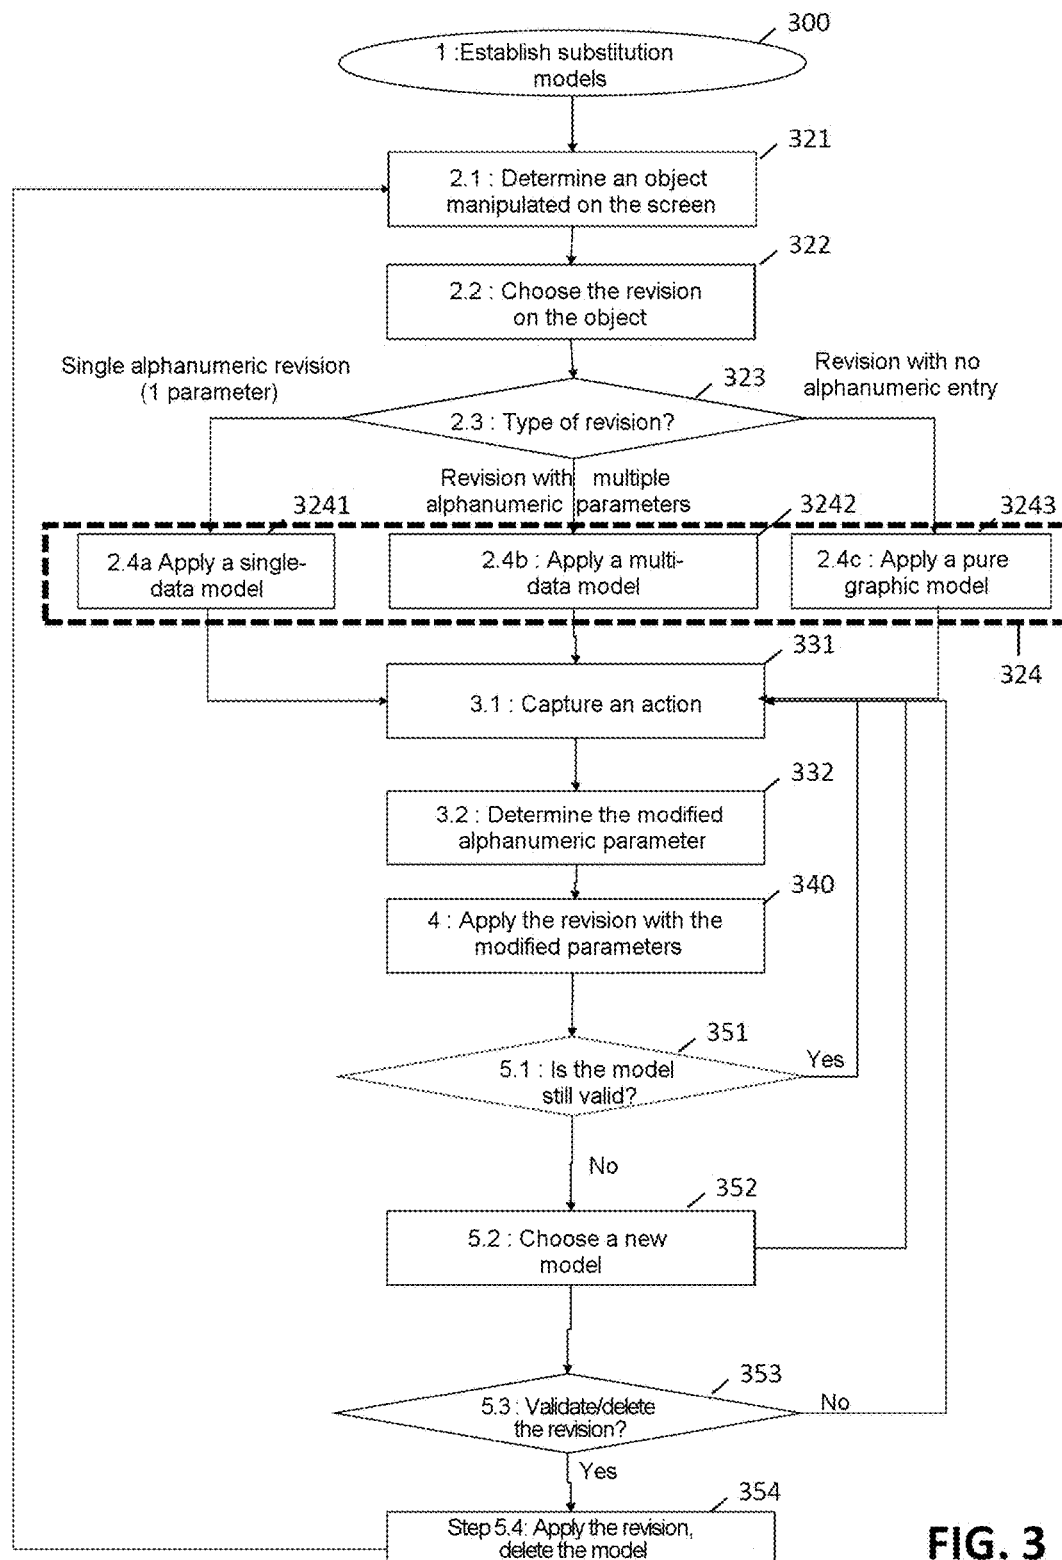 300
1 :Establish substitution
models
321
2.1 : Determine an object
manipulated on the screen
322
2.2 : Choose the revision
on the object
Single alphanumeric revision
(1 parameter)
323
Revision with no
alphanumeric entry
2.3 : Type of revision?
Revision with multiple
alphanumeric parameters
3241
3242
3243
2.4a Apply a single-
data model
2.4b : Apply a multi-
data model
2.4c : Apply a pure
graphic model
324
331
3.1 : Capture an action
332
3.2 : Determine the modified
alphanumeric parameter
340
4 : Apply the revision with the
modified parameters
351
5.1 : Is the model
still valid?
Yes
No
352
5.2 : Choose a new
model
353
5.3 : Validate/delete
the revision?
No
Yes
354
Step 5.4: Apply the revision,
delete the model
FIG. 3